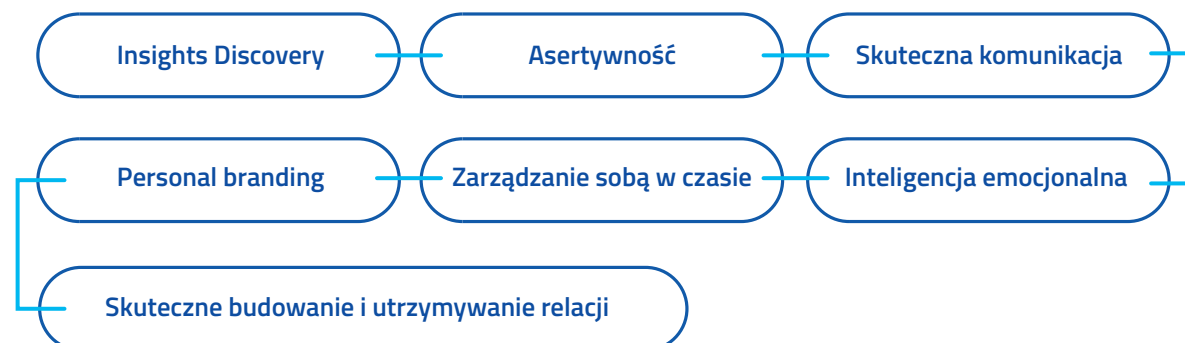 Insights Discovery
Asertywność
Skuteczna komunikacja
Personal branding
Zarządzanie sobą w czasie
Inteligencja emocjonalna
Skuteczne budowanie i utrzymywanie relacji